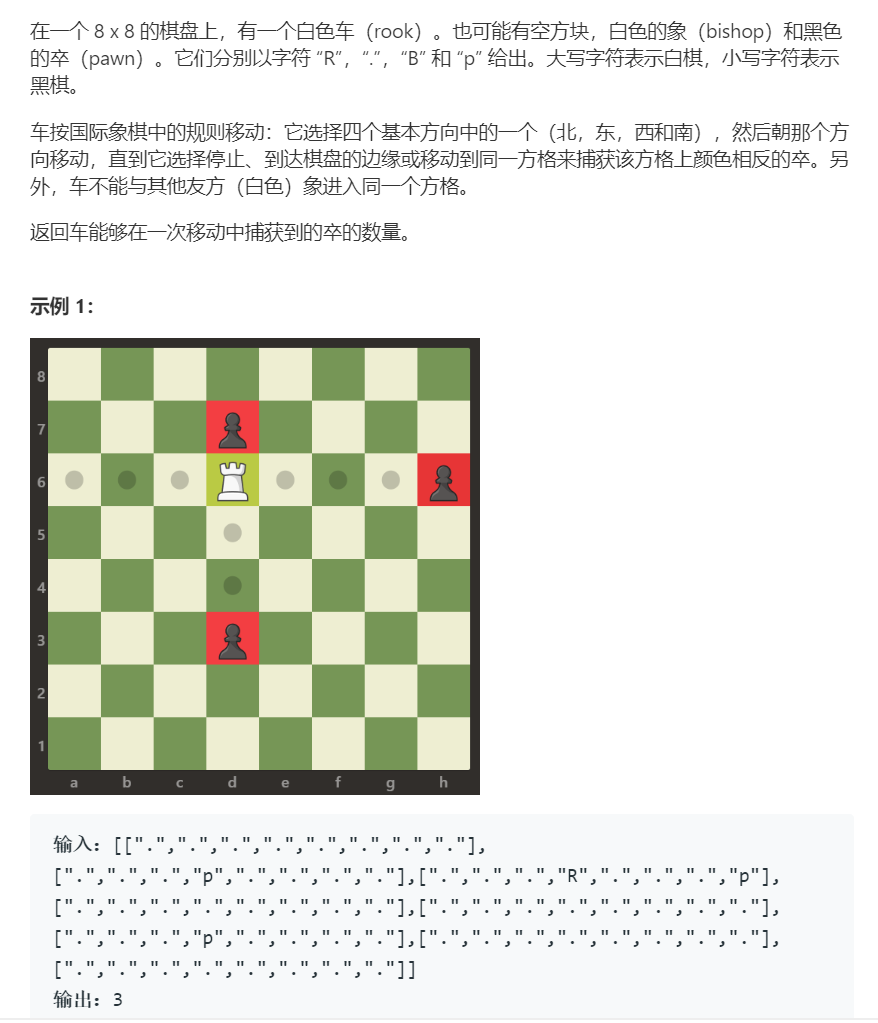 在一个 8 x 8 的棋盘上，有一个白色车（rook）。也可能有空方块，白色的象（bishop）和黑色
的卒（pawn）。它们分别以字符 “R”，“.”，“B” 和 “p” 给出。大写字符表示白棋，小写字符表示
黑棋。
车按国际象棋中的规则移动：它选择四个基本方向中的一个（北，东，西和南），然后朝那个方
向移动，直到它选择停止、到达棋盘的边缘或移动到同一方格来捕获该方格上颜色相反的卒。另
外，车不能与其他友方（白色）象进入同一个方格。
返回车能够在一次移动中捕获到的卒的数量。
示例 1：
8
7
6
5
4
3
2
1
a b c d e f g h
输入：[[".",".",".",".",".",".",".","."],
[".",".",".","p",".",".",".","."],[".",".",".","R",".",".",".","p"],
[".",".",".",".",".",".",".","."],[".",".",".",".",".",".",".","."],
[".",".",".","p",".",".",".","."],[".",".",".",".",".",".",".","."],
[".",".",".",".",".",".",".","."]]
输出：3